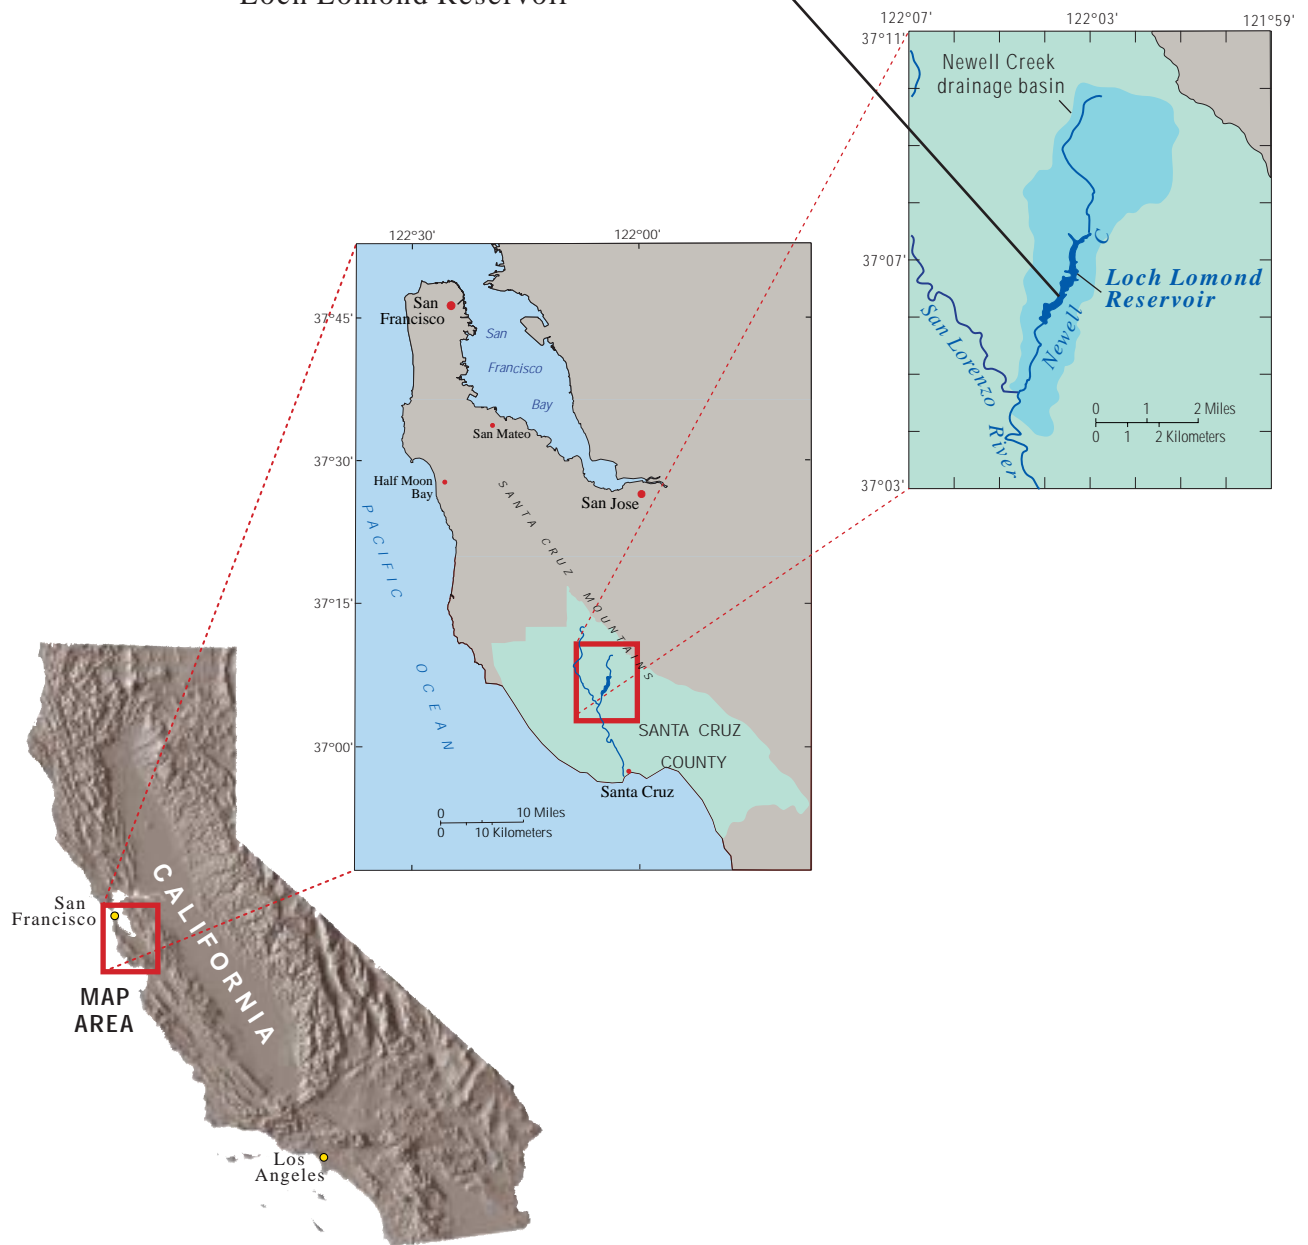 Loch Lomond Reservoir
122°07'
122°03'
121°59'
37°11'
Newell Creek
drainage basin
37°07'
Loch Lomond
Reservoir
Newell
C
San Lorenzo
River
0 1 2 Miles
0 1 2 Kilometers
37°03'
122°30'
122°00'
37°45'
San
Francisco
San
Francisco
Bay
San Mateo
37°30'
Half Moon
Bay
San Jose
SANTA CRUZ MOUNTAINS
PACIFIC
OCEAN
37°15'
37°00'
SANTA CRUZ
COUNTY
Santa Cruz
0 10 Miles
0 10 Kilometers
CALIFORNIA
San
Francisco
MAP
AREA
Los
Angeles